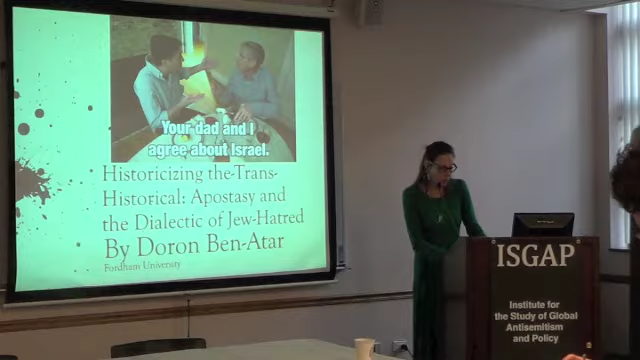 Your dad and I
agree about Israel.
Historicizing the-Trans-
Historical: Apostasy and
the Dialectic of Jew-Hatred
By Doron Ben-Atar
Fordham University
ISGAP
Institute for
the Study of Global
Antisemitism
and Policy